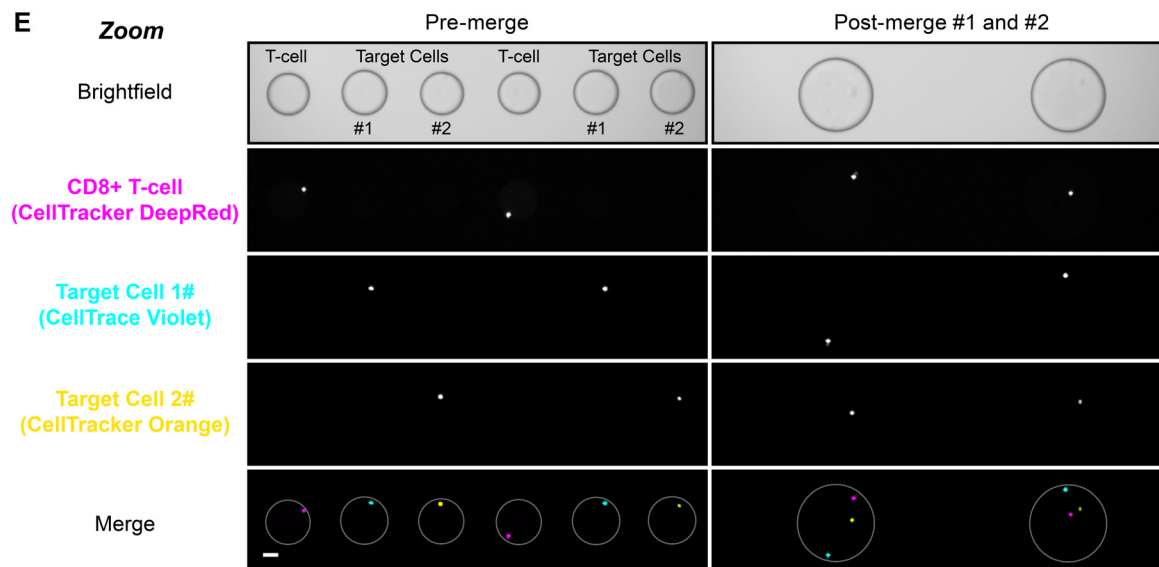 E
Zoom
Pre-merge
Post-merge #1 and #2
Brightfield
T-cell
Target Cells
T-cell
Target Cells
#1
#2
#1
#2
CD8+ T-cell
(CellTracker DeepRed)
Target Cell 1#
(CellTrace Violet)
Target Cell 2#
(CellTracker Orange)
Merge